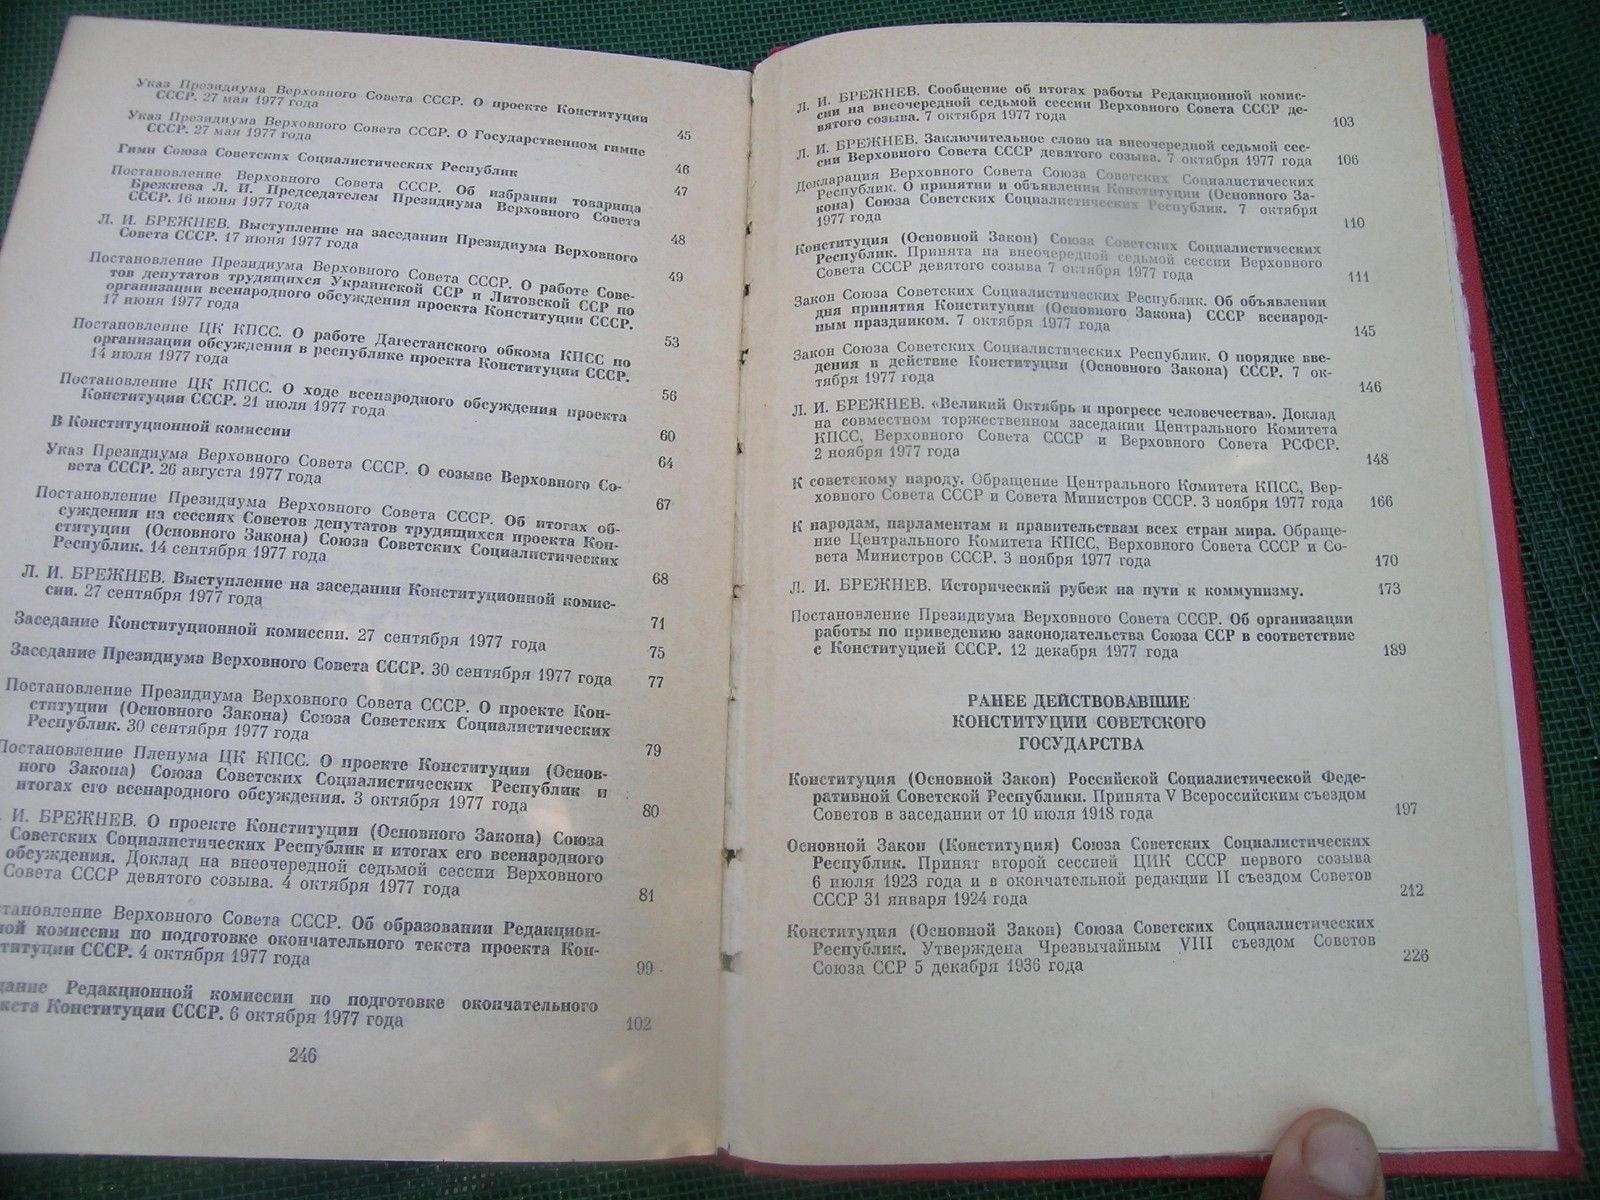 Указ Президиума Верховного Совета СССР. О проекте Конституции
СССР. 27 мая 1977 года 45
Указ Президиума Верховного Совета СССР. О Государственном гимне
СССР. 27 мая 1977 года 46
Гимн Союза Советских Социалистических Республик 47
Постановление Верховного Совета СССР. Об избрании товарища
Брежнева Л. И. Председателем Президиума Верховного Совета
СССР. 16 июня 1977 года 48
Л. И. БРЕЖНЕВ. Выступление на заседании Президиума Верховного
Совета СССР. 17 июня 1977 года 49
Постановление Президиума Верховного Совета СССР. О работе Сове-
тов депутатов трудящихся Украинской ССР и Литовской ССР по
организации всенародного обсуждения проекта Конституции СССР.
17 июня 1977 года 53
Постановление ЦК КПСС. О работе Дагестанского обкома КПСС по
организации обсуждения в республике проекта Конституции СССР.
14 июля 1977 года 56
Постановление ЦК КПСС. О ходе всенародного обсуждения проекта
Конституции СССР. 21 июля 1977 года 60
В Конституционной комиссии 64
Указ Президиума Верховного Совета СССР. О созыве Верховного Со-
вета СССР. 26 августа 1977 года 67
Постановление Президиума Верховного Совета СССР. Об итогах об-
суждения на сессиях Советов депутатов трудящихся проекта Кон-
ституции (Основного Закона) Союза Советских Социалистических
Республик. 14 сентября 1977 года 68
Л. И. БРЕЖНЕВ. Выступление на заседании Конституционной комис-
сии. 27 сентября 1977 года 71
Заседание Конституционной комиссии. 27 сентября 1977 года 75
Заседание Президиума Верховного Совета СССР. 30 сентября 1977 года 77
Постановление Президиума Верховного Совета СССР. О проекте Кон-
ституции (Основного Закона) Союза Советских Социалистических
Республик. 30 сентября 1977 года 79
Постановление Пленума ЦК КПСС. О проекте Конституции (Основ-
ного Закона) Союза Советских Социалистических Республик и
итогах его всенародного обсуждения. 3 октября 1977 года 80
И. БРЕЖНЕВ. О проекте Конституции (Основного Закона) Союза
Советских Социалистических Республик и итогах его всенародного
обсуждения. Доклад на внеочередной седьмой сессии Верховного
Совета СССР девятого созыва. 4 октября 1977 года 81
становление Верховного Совета СССР. Об образовании Редакцион-
ной комиссии по подготовке окончательного текста проекта Кон-
ституции СССР. 4 октября 1977 года 99
дание Редакционной комиссии по подготовке окончательного
кста Конституции СССР. 6 октября 1977 года 102
246
Л. И. БРЕЖНЕВ. Сообщение об итогах работы Редакционной комис-
сии на внеочередной седьмой сессии Верховного Совета СССР де-
вятого созыва. 7 октября 1977 года 103
Л. И. БРЕЖНЕВ. Заключительное слово на внеочередной седьмой сес-
сии Верховного Совета СССР девятого созыва. 7 октября 1977 года 106
Декларация Верховного Совета Союза Советских Социалистических
Республик. О принятии и объявлении Конституции (Основного За-
кона) Союза Советских Социалистических Республик. 7 октября
1977 года 110
Конституция (Основной Закон) Союза Советских Социалистических
Республик. Принята на внеочередной седьмой сессии Верховного
Совета СССР девятого созыва 7 октября 1977 года 111
Закон Союза Советских Социалистических Республик. Об объявлении
дня принятия Конституции (Основного Закона) СССР всенарод-
ным праздником. 7 октября 1977 года 145
Закон Союза Советских Социалистических Республик. О порядке вве-
дения в действие Конституции (Основного Закона) СССР. 7 ок-
тября 1977 года 146
Л. И. БРЕЖНЕВ. «Великий Октябрь и прогресс человечества». Доклад
на совместном торжественном заседании Центрального Комитета
КПСС, Верховного Совета СССР и Верховного Совета РСФСР.
2 ноября 1977 года 148
К советскому народу. Обращение Центрального Комитета КПСС, Вер-
ховного Совета СССР и Совета Министров СССР. 3 ноября 1977 года 166
К народам, парламентам и правительствам всех стран мира. Обраще-
ние Центрального Комитета КПСС, Верховного Совета СССР и Со-
вета Министров СССР. 3 ноября 1977 года 170
Л. И. БРЕЖНЕВ. Исторический рубеж на пути к коммунизму. 173
Постановление Президиума Верховного Совета СССР. Об организации
работы по приведению законодательства Союза ССР в соответствие
с Конституцией СССР. 12 декабря 1977 года 189
РАНЕЕ ДЕЙСТВОВАВШИЕ
КОНСТИТУЦИИ СОВЕТСКОГО
ГОСУДАРСТВА
Конституция (Основной Закон) Российской Социалистической Феде-
ративной Советской Республики. Принята V Всероссийским съездом
Советов в заседании от 10 июля 1918 года 197
Основной Закон (Конституция) Союза Советских Социалистических
Республик. Принят второй сессией ЦИК СССР первого созыва
6 июля 1923 года и в окончательной редакции II съездом Советов
СССР 31 января 1924 года 212
Конституция (Основной Закон) Союза Советских Социалистических
Республик. Утверждена Чрезвычайным VIII съездом Советов
Союза ССР 5 декабря 1936 года 226